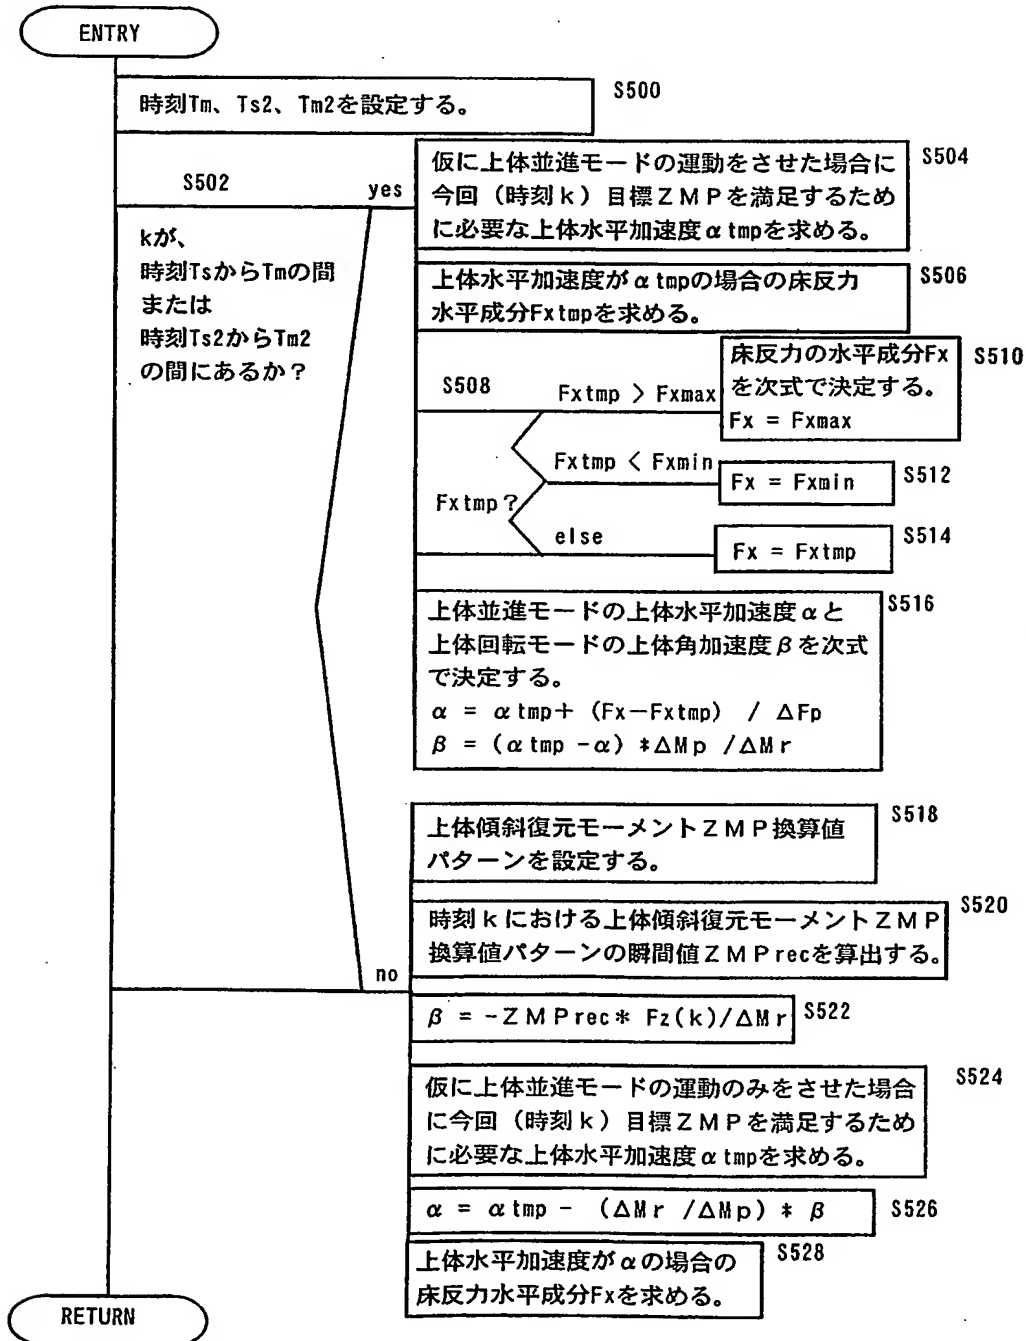 ENTRY
時刻Tm、Ts2、Tm2を設定する。
S500
S502
yes
kが、
時刻TsからTmの間
または
時刻Ts2からTm2
の間にあるか？
仮に上体並進モードの運動をさせた場合に
今回（時刻k）目標ZMPを満足するため
に必要な上体水平加速度αtmpを求める。
S504
上体水平加速度がαtmpの場合の床反力
水平成分Fxtmpを求める。
S506
S508
Fxtmp？
Fxtmp > Fxmax
床反力の水平成分Fx
を次式で決定する。
Fx = Fxmax
S510
Fxtmp < Fxmin
Fx = Fxmin
S512
else
Fx = Fxtmp
S514
上体並進モードの上体水平加速度αと
上体回転モードの上体角加速度βを次式
で決定する。
α = αtmp+ (Fx−Fxtmp) / ΔFp
β = (αtmp -α) *ΔMp /ΔMr
S516
no
上体傾斜復元モーメントZMP換算値
パターンを設定する。
S518
時刻kにおける上体傾斜復元モーメントZMP
換算値パターンの瞬間値ZMPrecを算出する。
S520
β = -ZMPrec* Fz(k)/ΔMr
S522
仮に上体並進モードの運動のみをさせた場合
に今回（時刻k）目標ZMPを満足するため
に必要な上体水平加速度αtmpを求める。
S524
α = αtmp - (ΔMr /ΔMp) * β
S526
上体水平加速度がαの場合の
床反力水平成分Fxを求める。
S528
RETURN